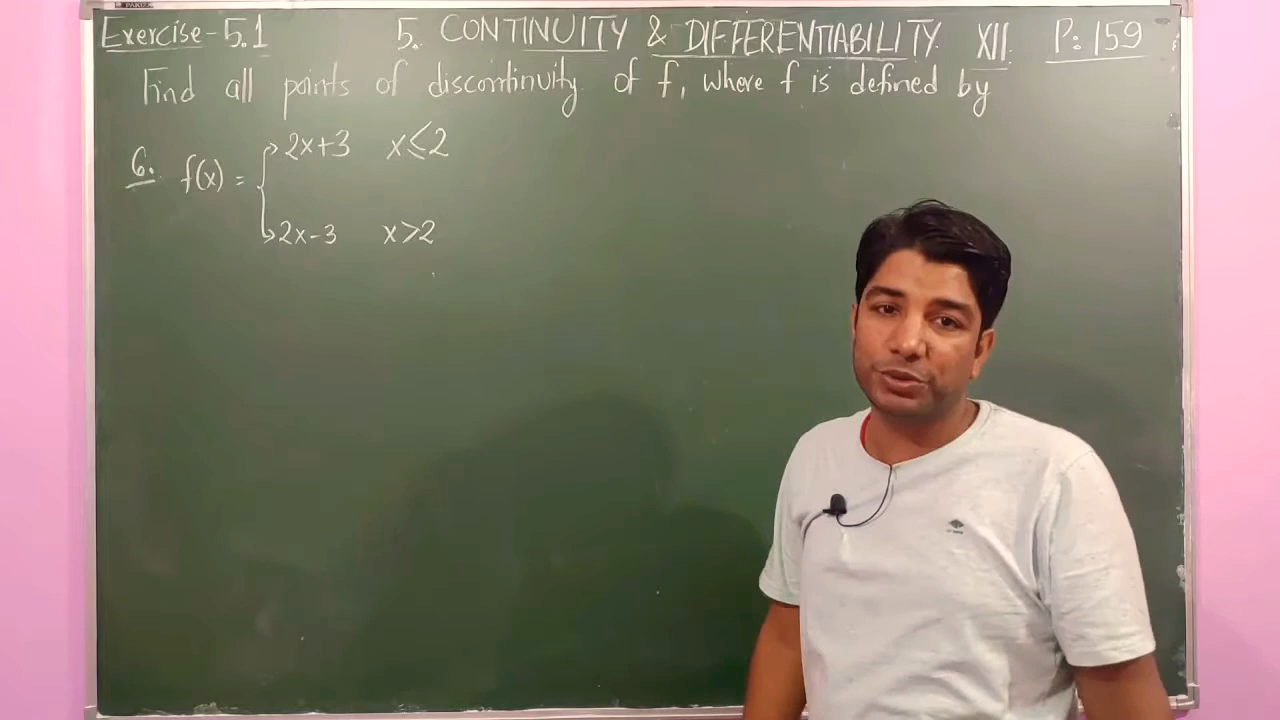 Exercise-5.1 5. CONTINUITY & DIFFERENTIABILITY XII P: 159
Find all points of discontinuity of f, where f is defined by
6. f(x) = { 2x+3 x≤2
2x-3 x>2